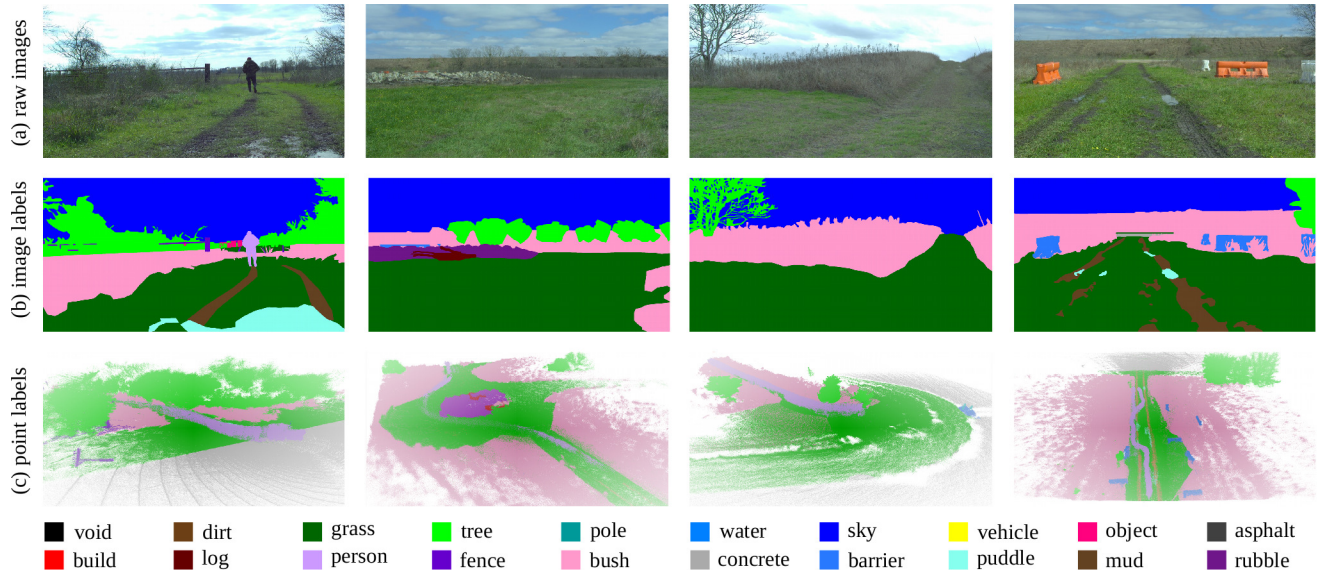 (a) raw images
(b) image labels
(c) point labels
void dirt grass tree pole water sky vehicle object asphalt
build log person fence bush concrete barrier puddle mud rubble